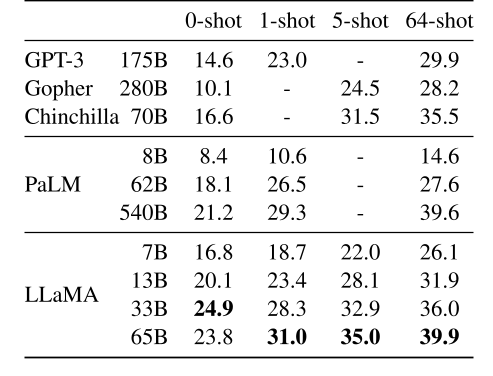 0-shot 1-shot 5-shot 64-shot
GPT-3 175B 14.6 23.0 - 29.9
Gopher 280B 10.1 - 24.5 28.2
Chinchilla 70B 16.6 - 31.5 35.5
8B 8.4 10.6 - 14.6
PaLM 62B 18.1 26.5 - 27.6
540B 21.2 29.3 - 39.6
7B 16.8 18.7 22.0 26.1
13B 20.1 23.4 28.1 31.9
LLaMA
33B 24.9 28.3 32.9 36.0
65B 23.8 31.0 35.0 39.9